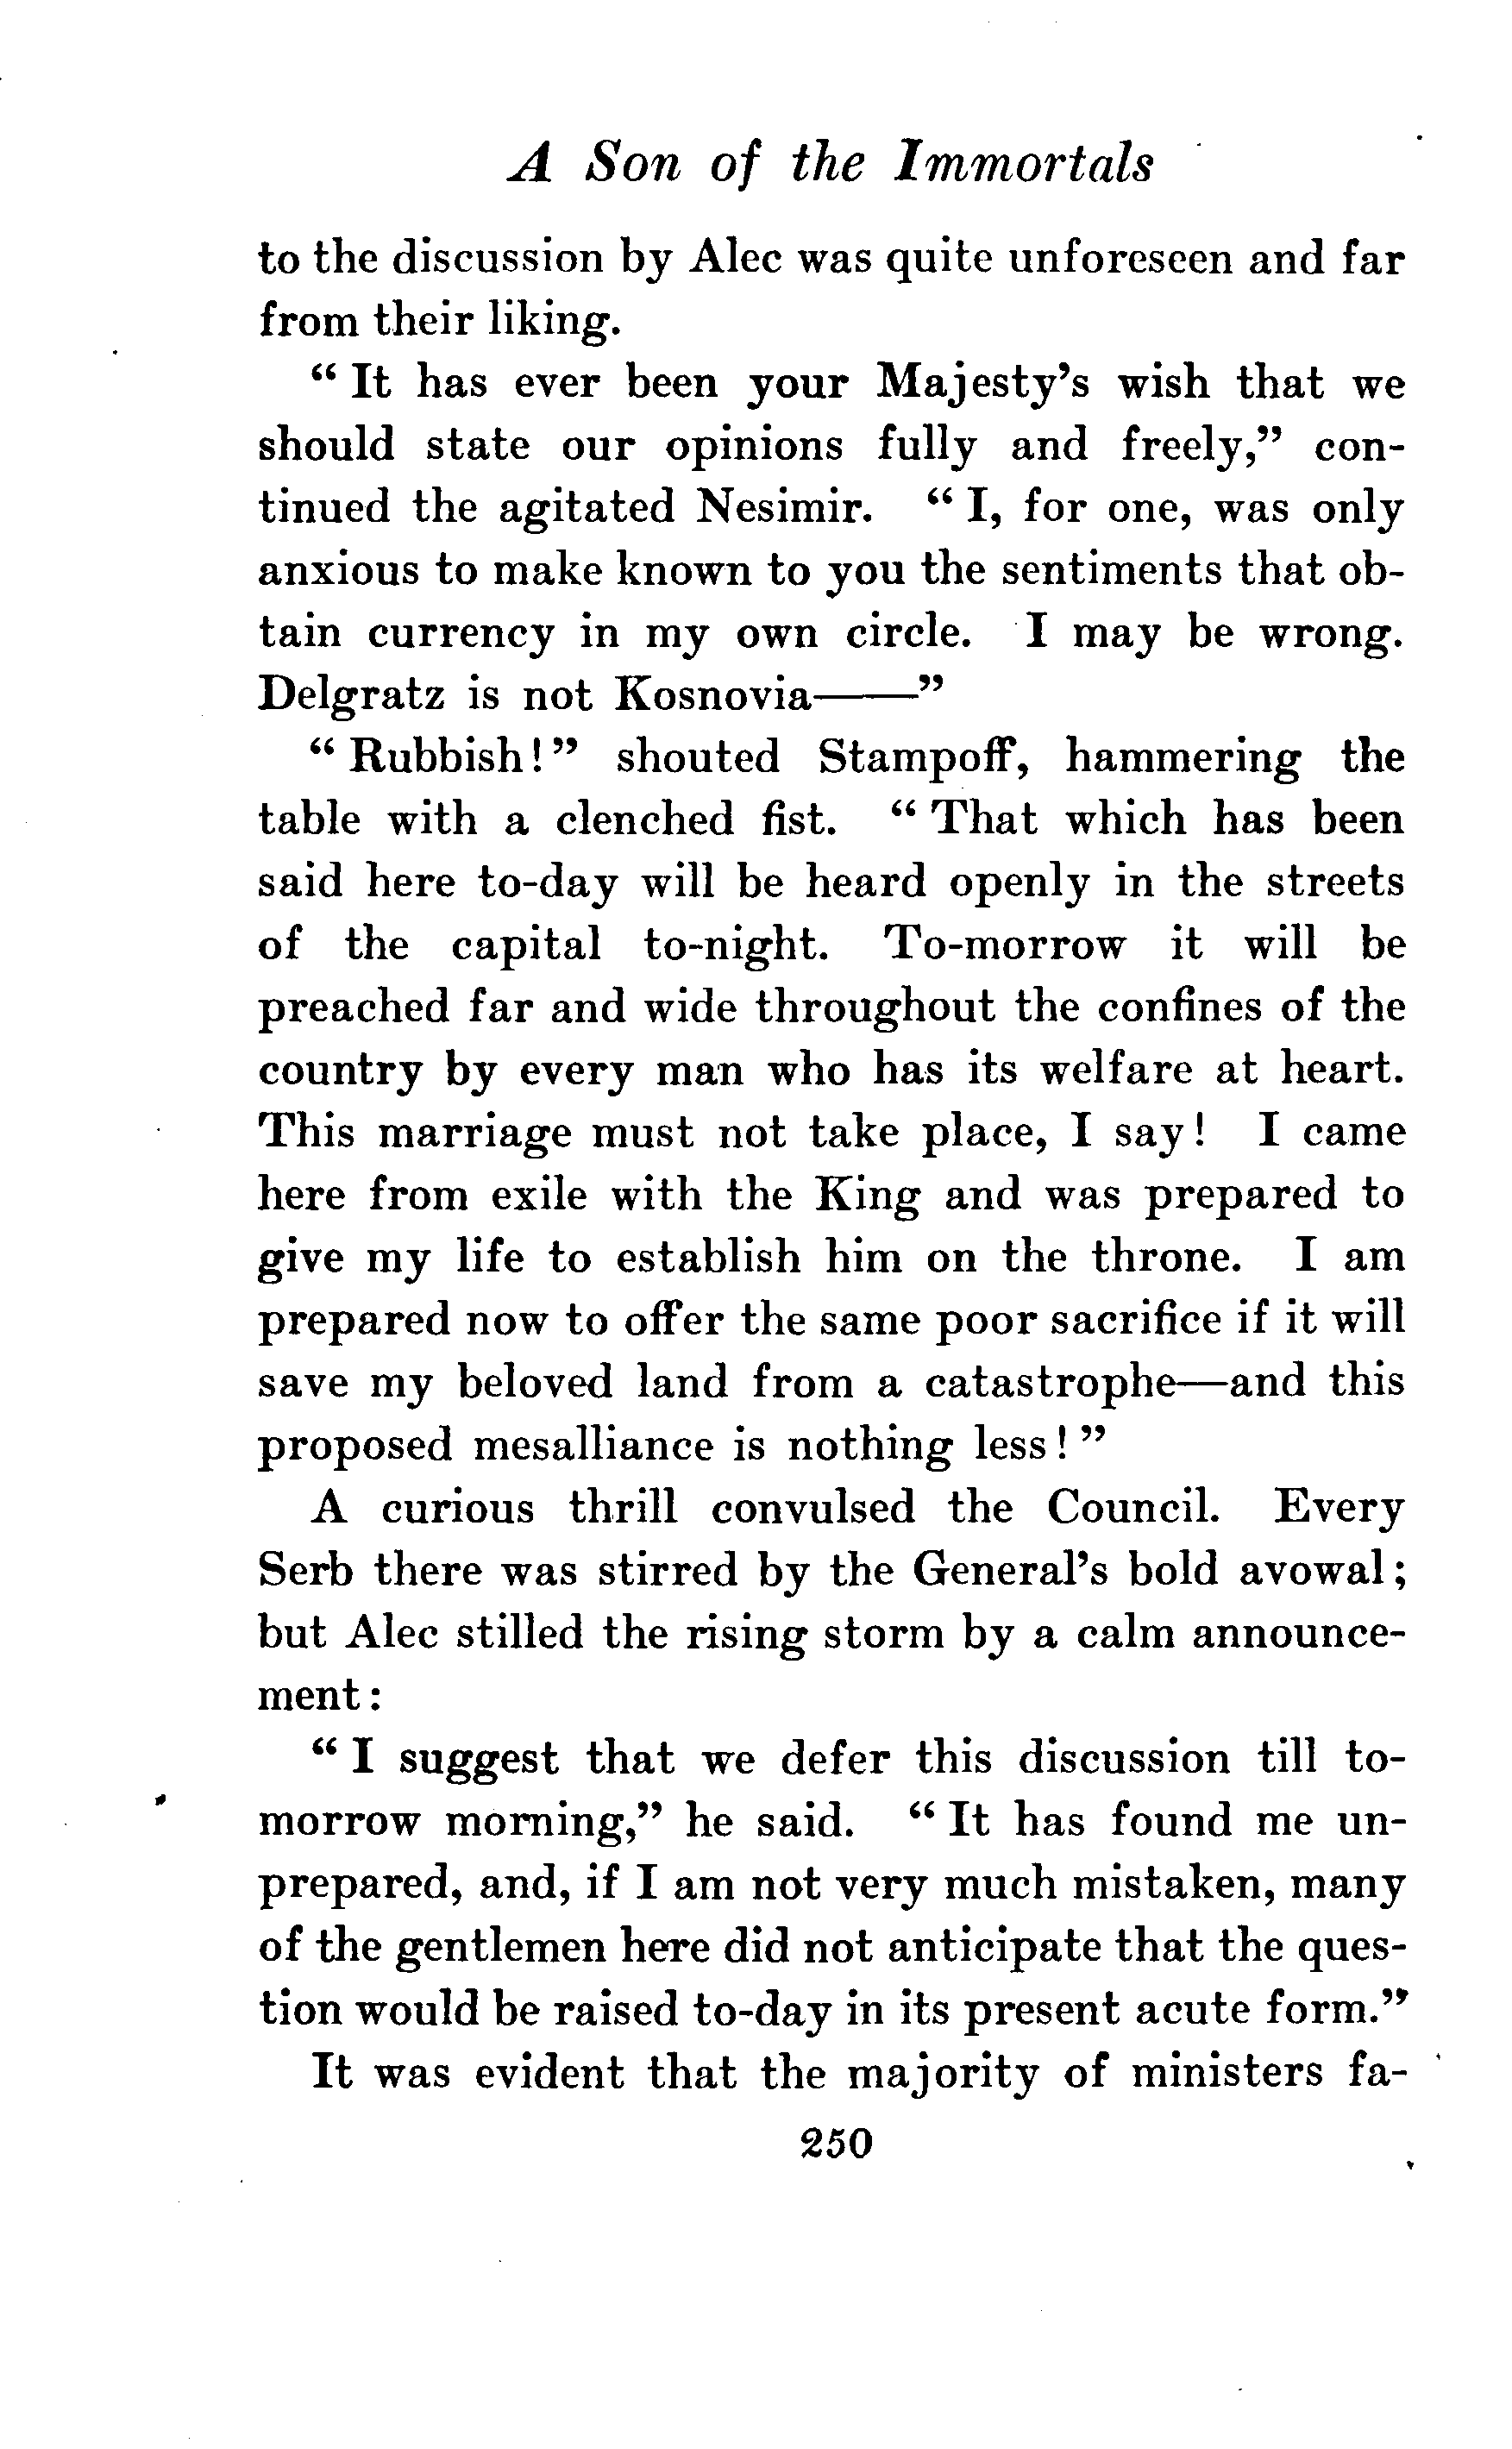 A Son of the Immortals
to the discussion by Alec was quite unforeseen and far
from their liking.
“ It has ever been your Majesty’s wish that we
should state our opinions fully and freely,” con-
tinued the agitated Nesimir. “ I, for one, was only
anxious to make known to you the sentiments that ob-
tain currency in my own circle. I may be wrong.
Delgratz is not Kosnovia——”
“ Rubbish! ” shouted Stampoff, hammering the
table with a clenched fist. “ That which has been
said here to-day will be heard openly in the streets
of the capital to-night. To-morrow it will be
preached far and wide throughout the confines of the
country by every man who has its welfare at heart.
This marriage must not take place, I say! I came
here from exile with the King and was prepared to
give my life to establish him on the throne. I am
prepared now to offer the same poor sacrifice if it will
save my beloved land from a catastrophe—and this
proposed mesalliance is nothing less! ”
A curious thrill convulsed the Council. Every
Serb there was stirred by the General’s bold avowal;
but Alec stilled the rising storm by a calm announce-
ment:
“ I suggest that we defer this discussion till to-
morrow morning,” he said. “ It has found me un-
prepared, and, if I am not very much mistaken, many
of the gentlemen here did not anticipate that the ques-
tion would be raised to-day in its present acute form.”
It was evident that the majority of ministers fa-
250